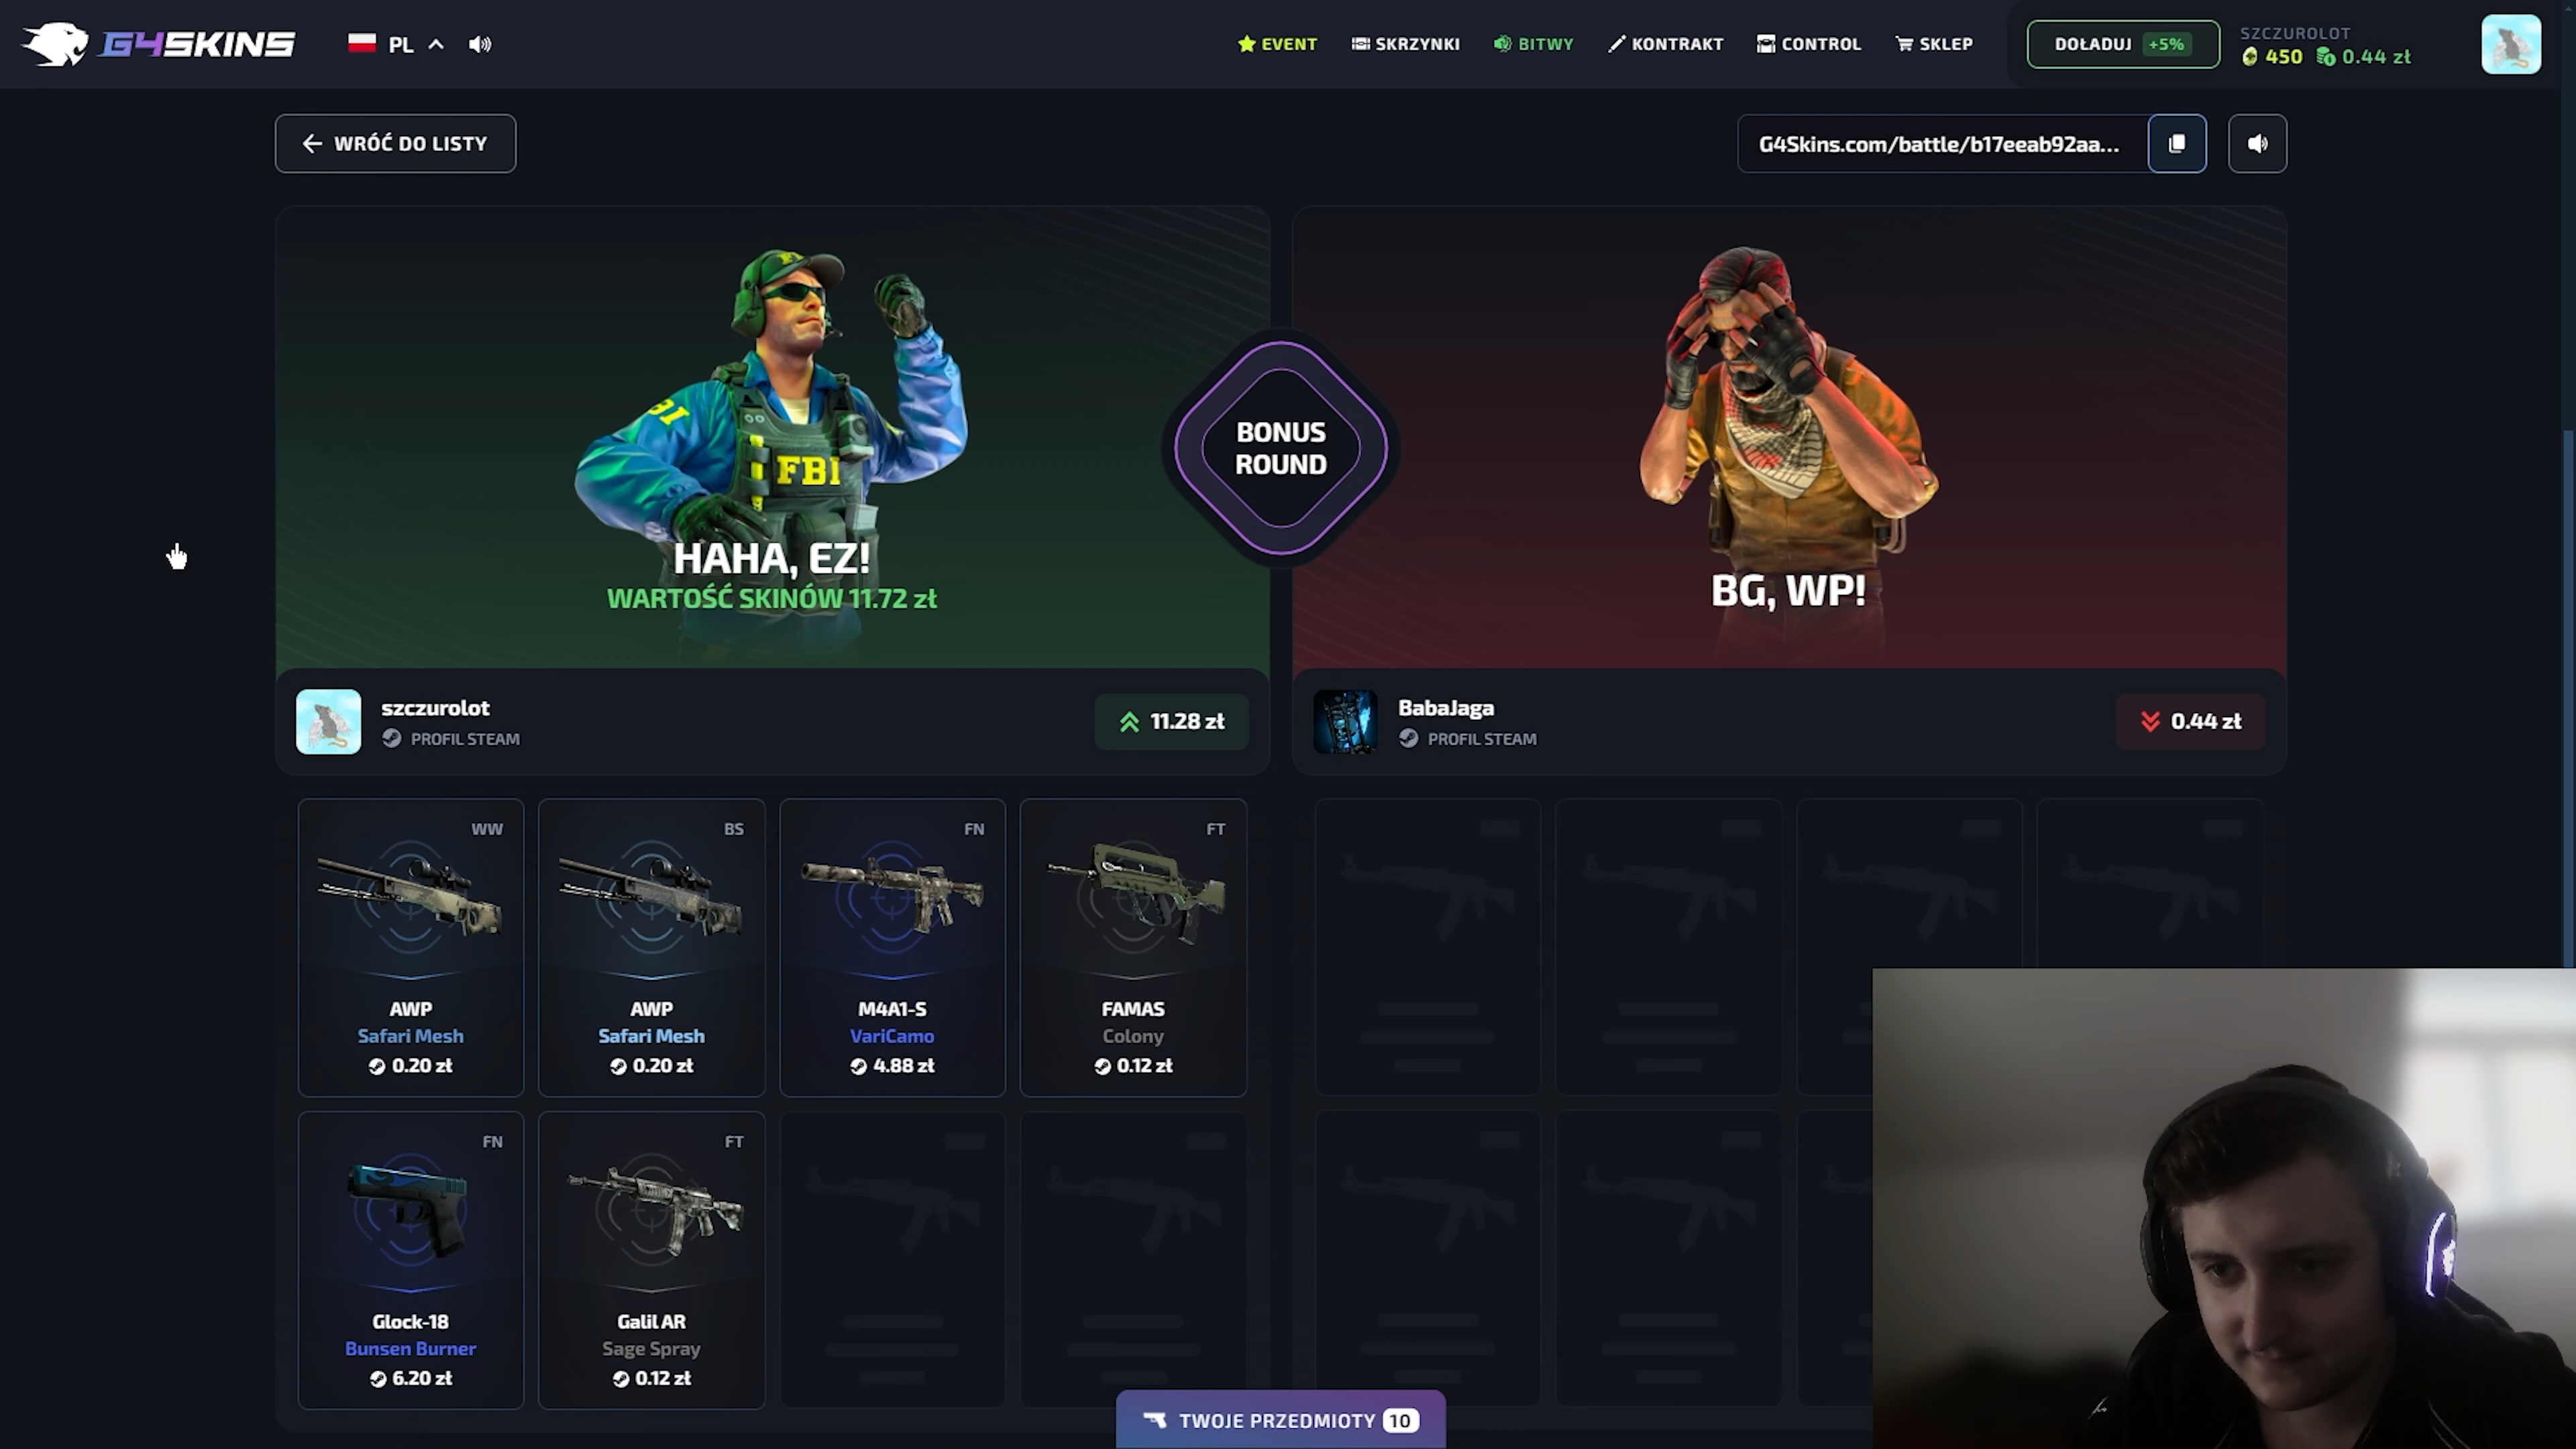 G4SKINS
PL
EVENT
SKRZYNKI
BITWY
KONTRAKT
CONTROL
SKLEP
DOŁADUJ +5%
SZCZUROLOT
450 0.44 zł
WRÓĆ DO LISTY
G4Skins.com/battle/b17eeab92aa...
FBI
HAHA, EZ!
WARTOŚĆ SKINÓW 11.72 zł
BONUS
ROUND
BG, WP!
szczurolot
PROFIL STEAM
11.28 zł
BabaJaga
PROFIL STEAM
0.44 zł
WW
AWP
Safari Mesh
0.20 zł
BS
AWP
Safari Mesh
0.20 zł
FN
M4A1-S
VariCamo
4.88 zł
FT
FAMAS
Colony
0.12 zł
FN
Glock-18
Bunsen Burner
6.20 zł
FT
Galil AR
Sage Spray
0.12 zł
TWOJE PRZEDMIOTY 10